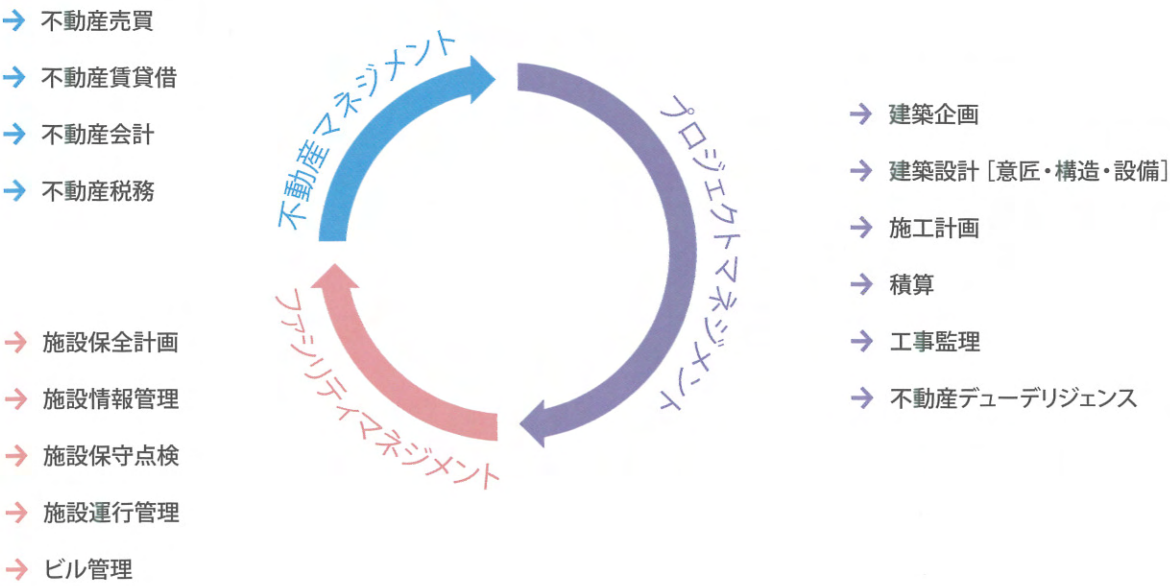 不動産売買
不動産賃貸借
不動産会計
不動産税務
不動産マネジメント
プロジェクトマネジメント
建築企画
建築設計［意匠・構造・設備］
施工計画
積算
工事監理
不動産デューデリジェンス
ファシリティマネジメント
施設保全計画
施設情報管理
施設保守点検
施設運行管理
ビル管理